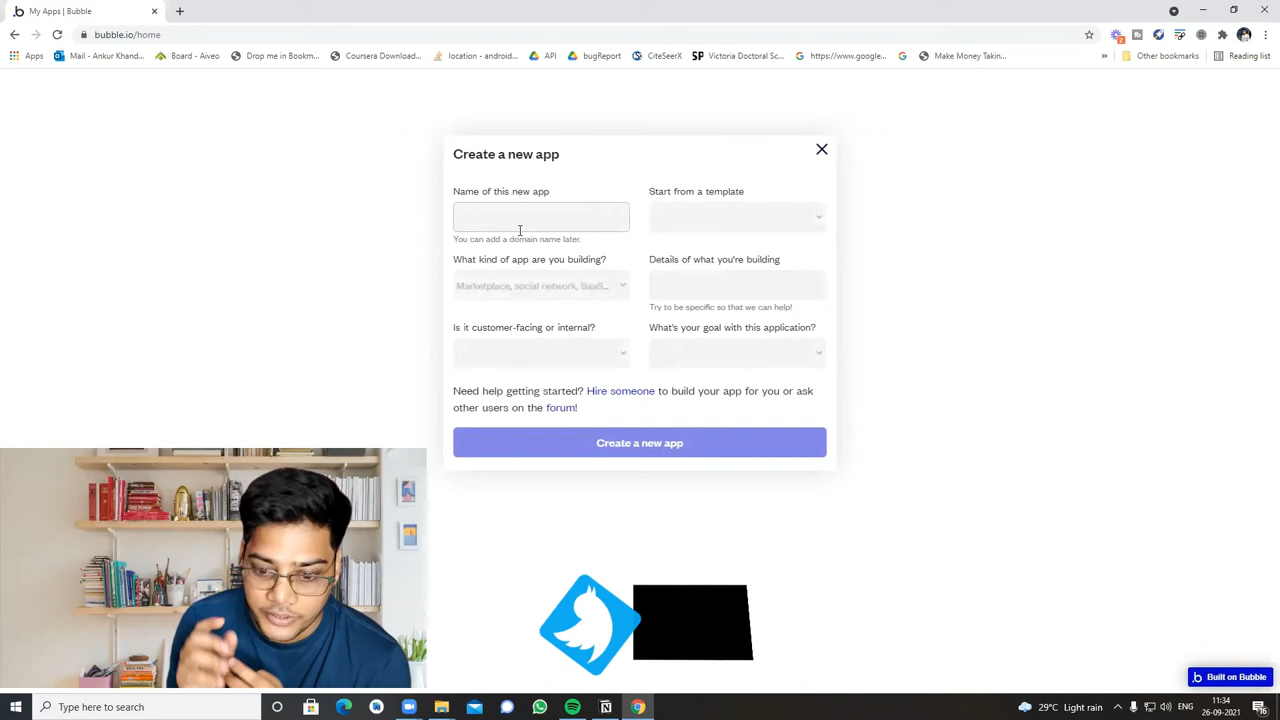 My Apps | Bubble
bubble.io/home
Apps
Mail - Ankur Khand...
Board - Aiveo
Drop me in Bookm...
Coursera Download...
location - android...
API
bugReport
CiteSeerX
SP
Victoria Doctoral Sc...
https://www.google...
Make Money Takin...
»
Other bookmarks
Reading list
Create a new app
Name of this new app
Start from a template
You can add a domain name later.
What kind of app are you building?
Details of what you're building
Marketplace, social network, SaaS...
Try to be specific so that we can help!
Is it customer-facing or internal?
What's your goal with this application?
Need help getting started? Hire someone to build your app for you or ask
other users on the forum!
Create a new app
Built on Bubble
Type here to search
29°C Light rain
ENG
11:34
26-09-2021